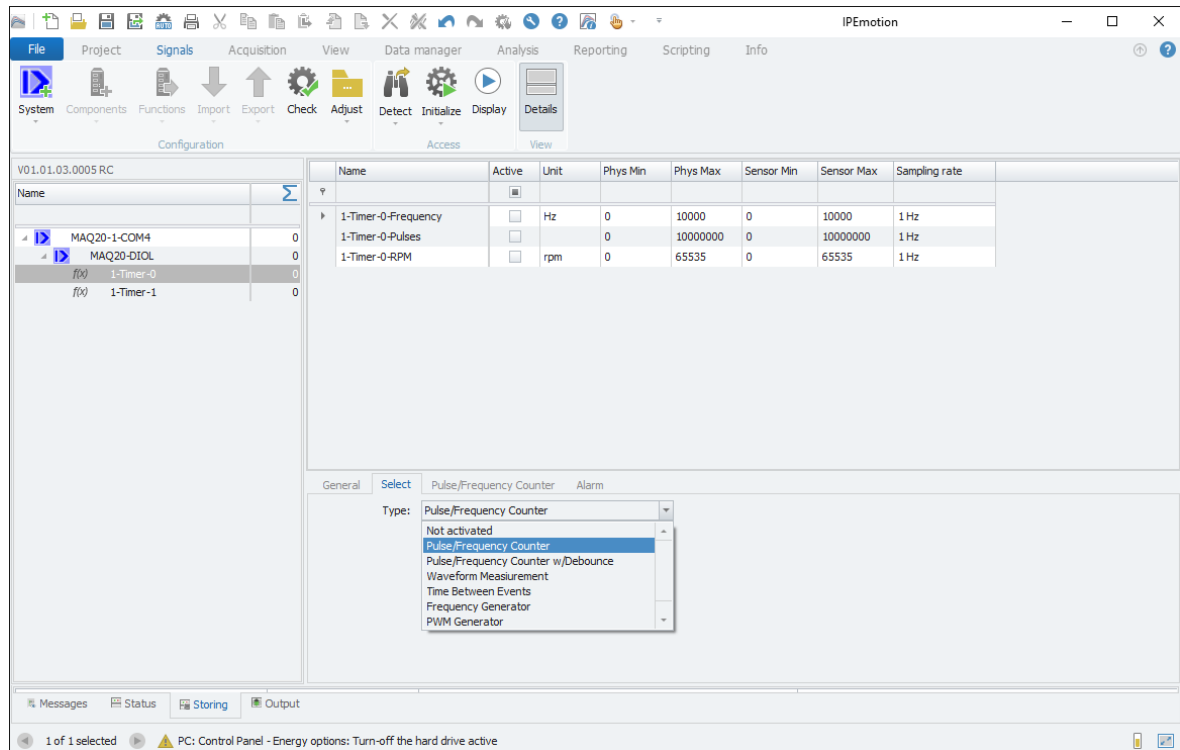 IPEmotion
File Project Signals Acquisition View Data manager Analysis Reporting Scripting Info
System Components Functions Import Export Check Adjust Detect Initialize Display Details
Configuration Access View
V01.01.03.0005 RC
Name Σ
MAQ20-1-COM4 0
MAQ20-DIOL 0
f(x) 1-Timer-0 0
f(x) 1-Timer-1 0
Name Active Unit Phys Min Phys Max Sensor Min Sensor Max Sampling rate
1-Timer-0-Frequency Hz 0 10000 0 10000 1 Hz
1-Timer-0-Pulses 0 10000000 0 10000000 1 Hz
1-Timer-0-RPM rpm 0 65535 0 65535 1 Hz
General Select Pulse/Frequency Counter Alarm
Type: Pulse/Frequency Counter
Not activated
Pulse/Frequency Counter
Pulse/Frequency Counter w/Debounce
Waveform Measiurement
Time Between Events
Frequency Generator
PWM Generator
Messages Status Storing Output
1 of 1 selected PC: Control Panel - Energy options: Turn-off the hard drive active